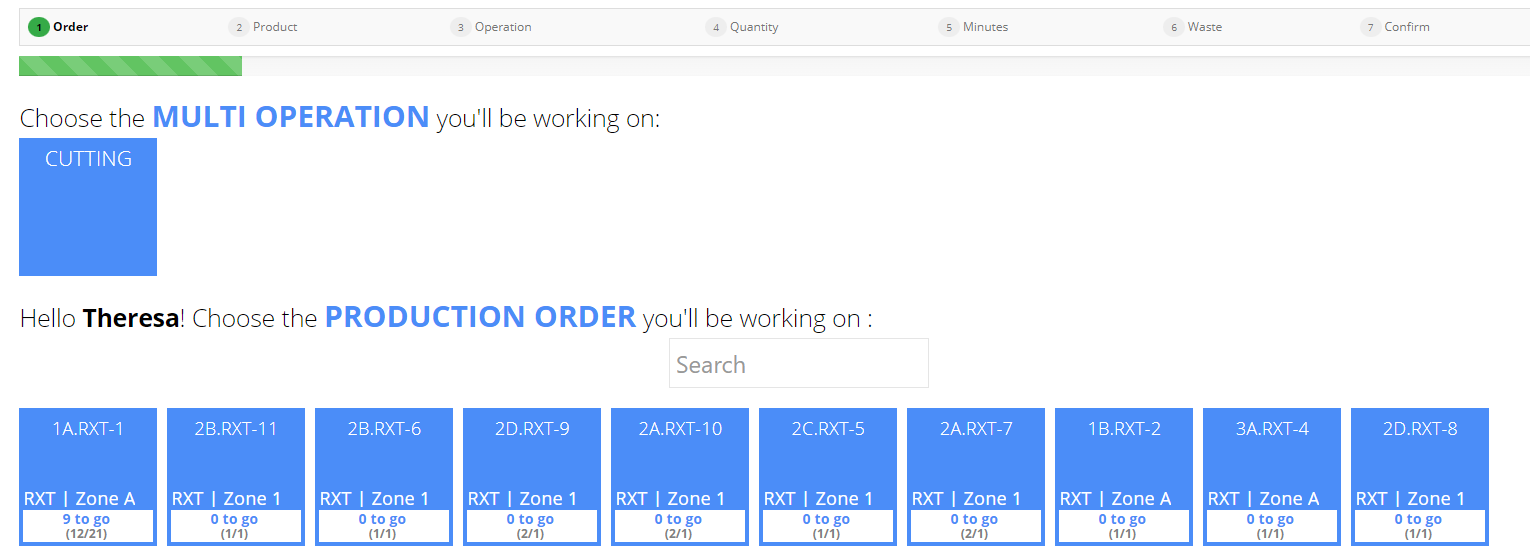 1 Order 2 Product 3 Operation 4 Quantity 5 Minutes 6 Waste 7 Confirm
Choose the MULTI OPERATION you'll be working on:
CUTTING
Hello Theresa! Choose the PRODUCTION ORDER you'll be working on :
Search
1A.RXT-1 2B.RXT-11 2B.RXT-6 2D.RXT-9 2A.RXT-10 2C.RXT-5 2A.RXT-7 1B.RXT-2 3A.RXT-4 2D.RXT-8
RXT | Zone A RXT | Zone 1 RXT | Zone 1 RXT | Zone 1 RXT | Zone 1 RXT | Zone 1 RXT | Zone 1 RXT | Zone A RXT | Zone A RXT | Zone 1
9 to go 0 to go 0 to go 0 to go 0 to go 0 to go 0 to go 0 to go 0 to go 0 to go
(12/21) (1/1) (1/1) (2/1) (2/1) (1/1) (2/1) (1/1) (1/1) (1/1)